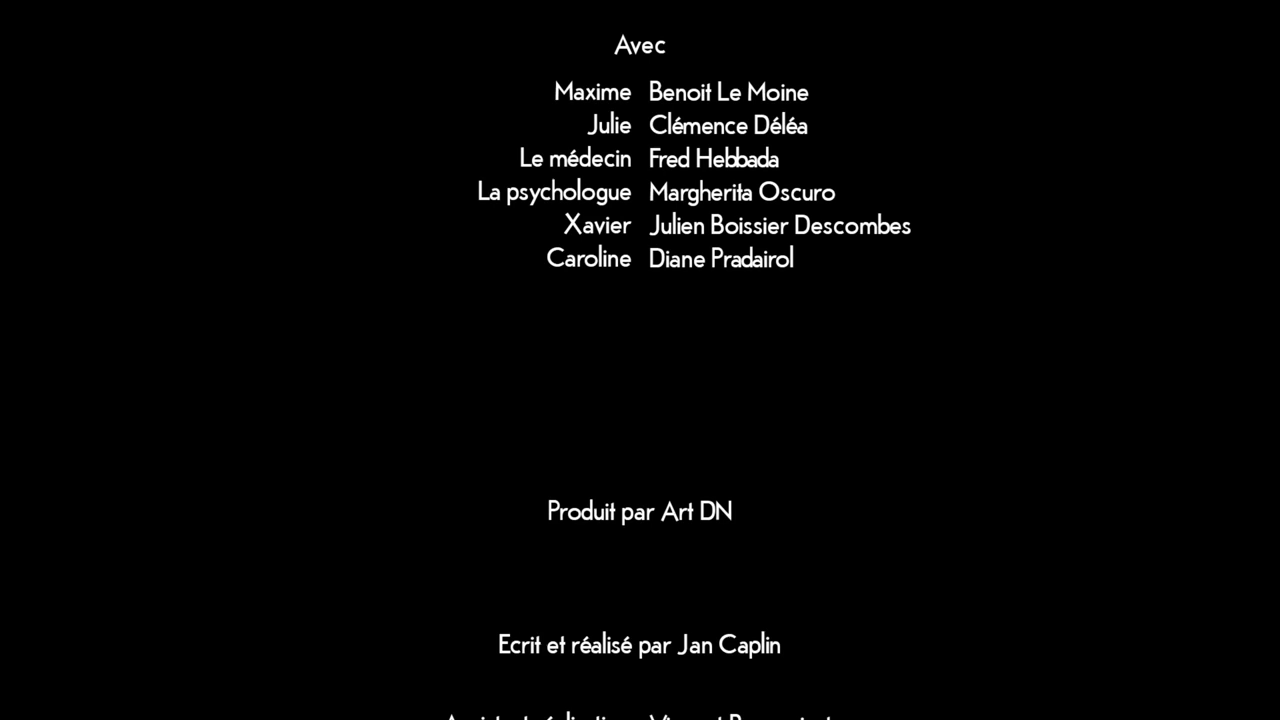 Avec
Maxime Benoit Le Moine
Julie Clémence Déléa
Le médecin Fred Hebbada
La psychologue Margherita Oscuro
Xavier Julien Boissier Descombes
Caroline Diane Pradairol
Produit par Art DN
Ecrit et réalisé par Jan Caplin